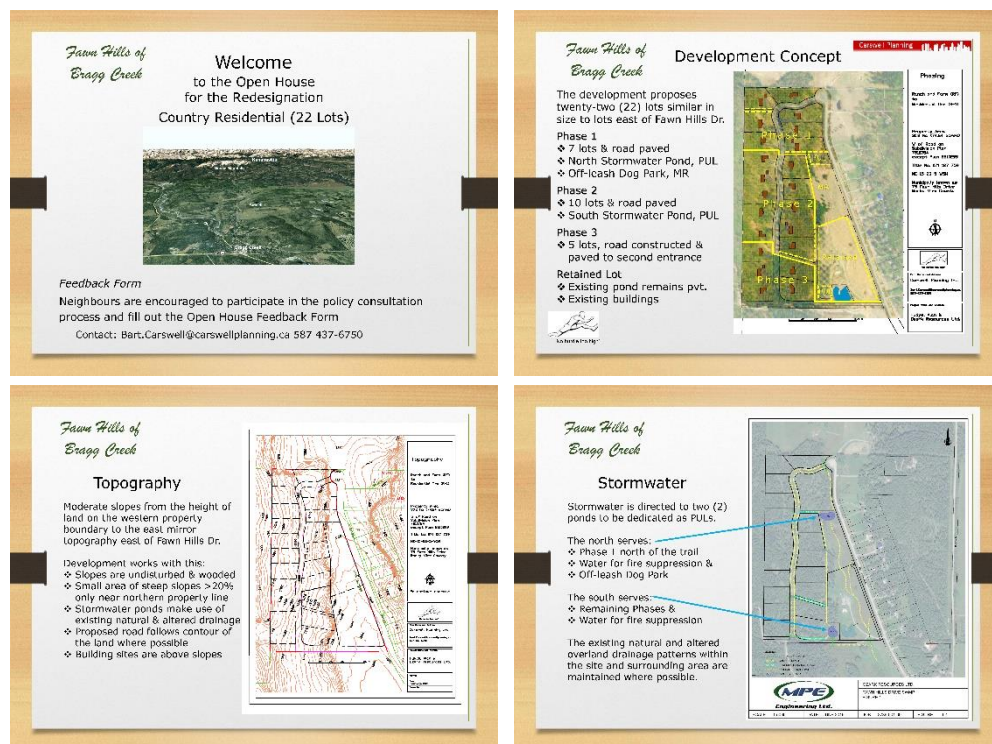 Fawn Hills of
Bragg Creek
Welcome
to the Open House
for the Redesignation
Country Residential (22 Lots)
Feedback Form
Neighbours are encouraged to participate in the policy consultation
process and fill out the Open House Feedback Form
Contact: Bart.Carswell@carswellplanning.ca 587 437-6750
Fawn Hills of
Bragg Creek
Development Concept
Carswell Planning
The development proposes
twenty-two (22) lots similar in
size to lots east of Fawn Hills Dr.
Phase 1
❖ 7 lots & road paved
❖ North Stormwater Pond, PUL
❖ Off-leash Dog Park, MR
Phase 2
❖ 10 lots & road paved
❖ South Stormwater Pond, PUL
Phase 3
❖ 5 lots, road constructed &
paved to second entrance
Retained Lot
❖ Existing pond remains pvt.
❖ Existing buildings
Phase 1
Phase 2
Phase 3
Planning
Fawn Hills of
Bragg Creek
Topography
Moderate slopes from the height of
land on the western property
boundary to the east mirror
topography east of Fawn Hills Dr.
Development works with this:
❖ Slopes are undisturbed & wooded
❖ Small area of steep slopes >20%
only near northern property line
❖ Stormwater ponds make use of
existing natural & altered drainage
❖ Proposed road follows contour of
the land where possible
❖ Building sites are above slopes
Topography
Fawn Hills of
Bragg Creek
Stormwater
Stormwater is directed to two (2)
ponds to be dedicated as PULs.
The north serves:
❖ Phase 1 north of the trail
❖ Water for fire suppression &
❖ Off-leash Dog Park
The south serves:
❖ Remaining Phases &
❖ Water for fire suppression
The existing natural and altered
overland drainage patterns within
the site and surrounding area are
maintained where possible.
MPE
Engineering Ltd.